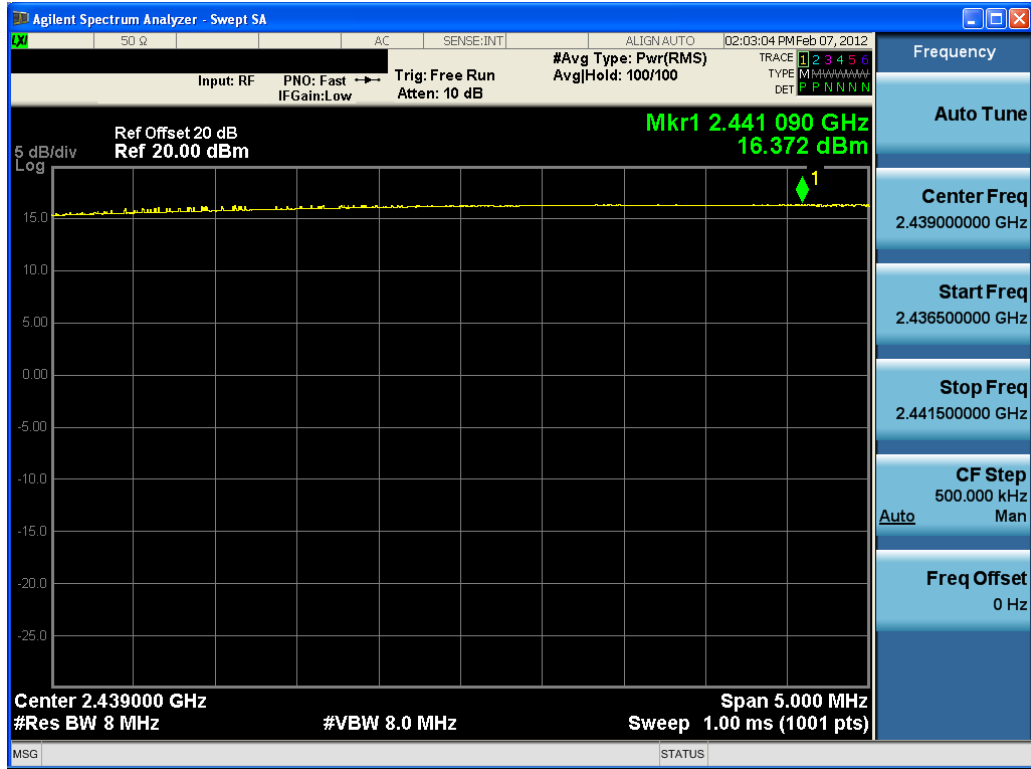 Agilent Spectrum Analyzer - Swept SA
LXI 50 Ω AC SENSE:INT ALIGN AUTO 02:03:04 PM Feb 07, 2012
Input: RF PNO: Fast Trig: Free Run #Avg Type: Pwr(RMS) TRACE 1 2 3 4 5 6
IFGain:Low Atten: 10 dB Avg|Hold: 100/100 TYPE M M W W W W W
DET P P N N N N
Mkr1 2.441 090 GHz
16.372 dBm
Ref Offset 20 dB
5 dB/div Ref 20.00 dBm
Log
1
15.0
10.0
5.00
0.00
-5.00
-10.0
-15.0
-20.0
-25.0
Center 2.439000 GHz Span 5.000 MHz
#Res BW 8 MHz #VBW 8.0 MHz Sweep 1.00 ms (1001 pts)
MSG STATUS
Frequency
Auto Tune
Center Freq
2.439000000 GHz
Start Freq
2.436500000 GHz
Stop Freq
2.441500000 GHz
CF Step
500.000 kHz
Auto Man
Freq Offset
0 Hz